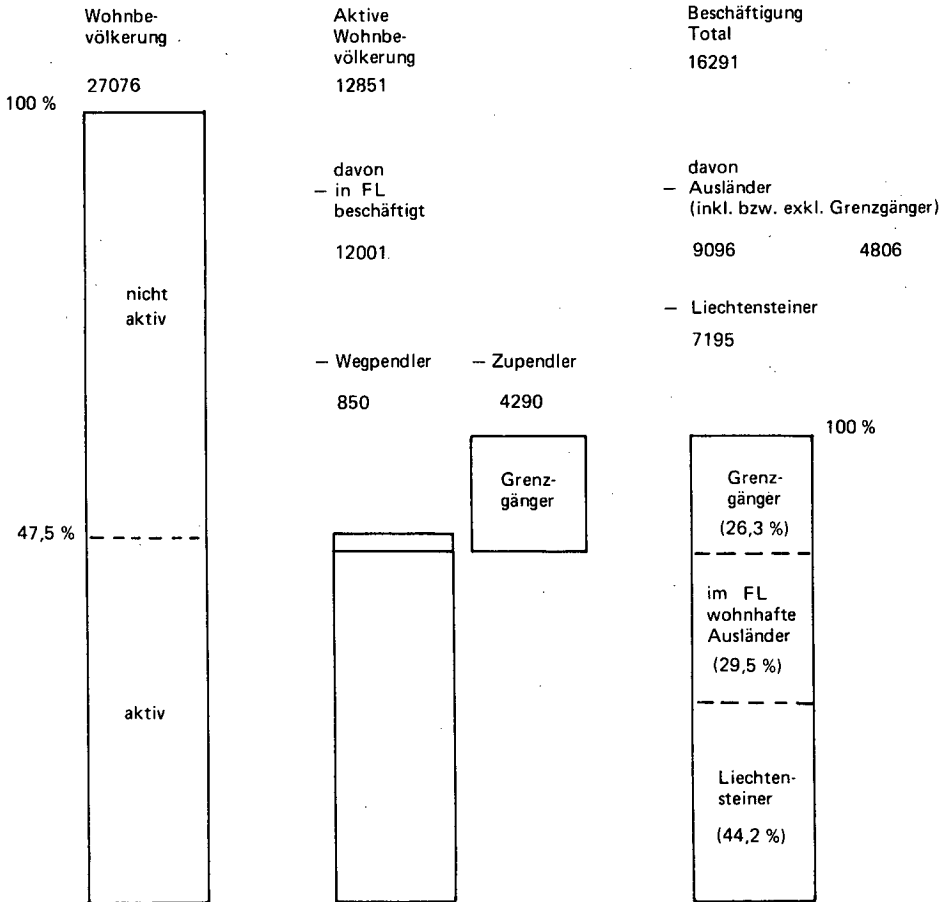 Wohnbe-
völkerung
27076
100 %
nicht
aktiv
47,5 %
aktiv
Aktive
Wohnbe-
völkerung
12851
davon
– in FL
beschäftigt
12001
– Wegpendler
850
– Zupendler
4290
Grenz-
gänger
Beschäftigung
Total
16291
davon
– Ausländer
(inkl. bzw. exkl. Grenzgänger)
9096 4806
– Liechtensteiner
7195
100 %
Grenz-
gänger
(26,3 %)
im FL
wohnhafte
Ausländer
(29,5 %)
Liechten-
steiner
(44,2 %)